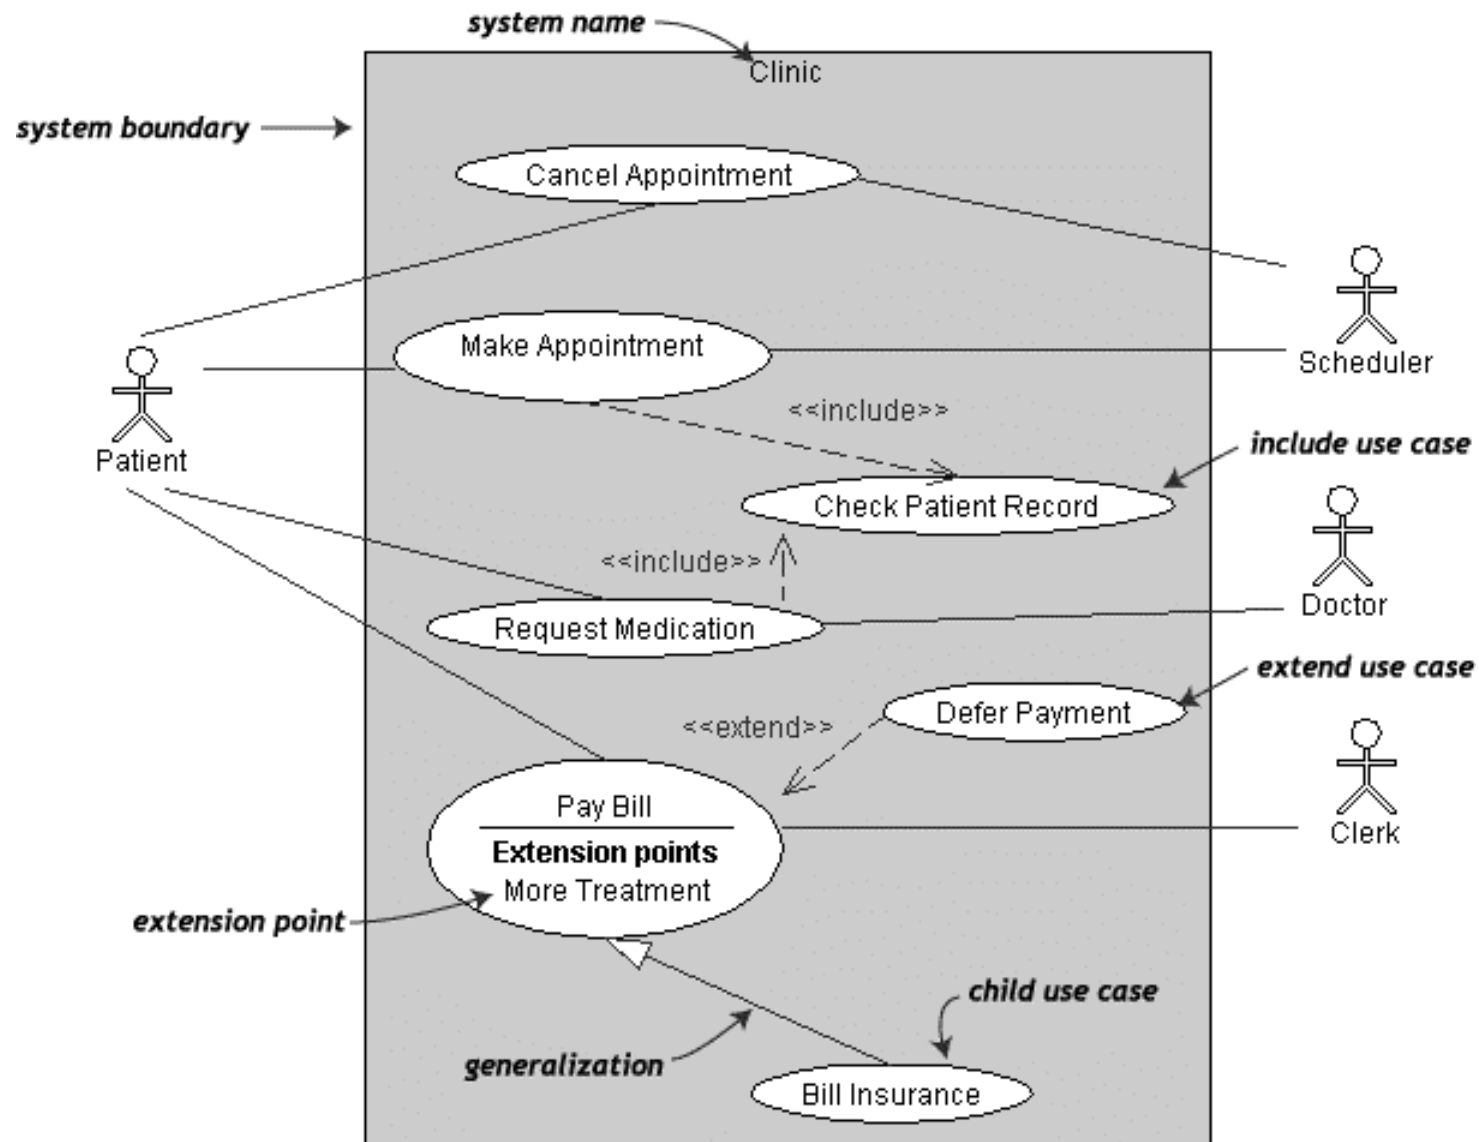 system name
Clinic
system boundary
Cancel Appointment
Make Appointment
Scheduler
<<include>>
include use case
Patient
Check Patient Record
<<include>>
Doctor
Request Medication
extend use case
Defer Payment
<<extend>>
Pay Bill
Clerk
Extension points
More Treatment
extension point
child use case
generalization
Bill Insurance